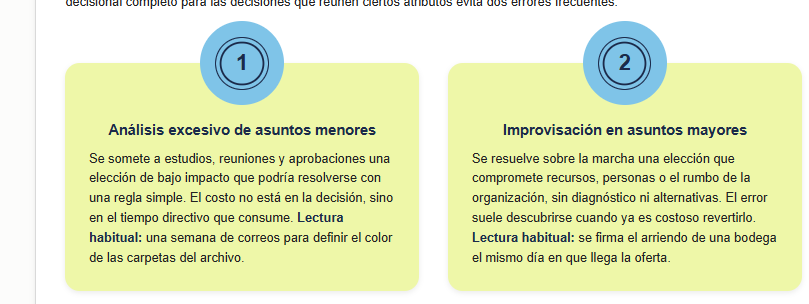 decisional completo para las decisiones que reúnen ciertos atributos evita dos errores frecuentes.
1
Análisis excesivo de asuntos menores
Se somete a estudios, reuniones y aprobaciones una
elección de bajo impacto que podría resolverse con
una regla simple. El costo no está en la decisión, sino
en el tiempo directivo que consume. Lectura
habitual: una semana de correos para definir el color
de las carpetas del archivo.
2
Improvisación en asuntos mayores
Se resuelve sobre la marcha una elección que
compromete recursos, personas o el rumbo de la
organización, sin diagnóstico ni alternativas. El error
suele descubrirse cuando ya es costoso revertirlo.
Lectura habitual: se firma el arriendo de una bodega
el mismo día en que llega la oferta.